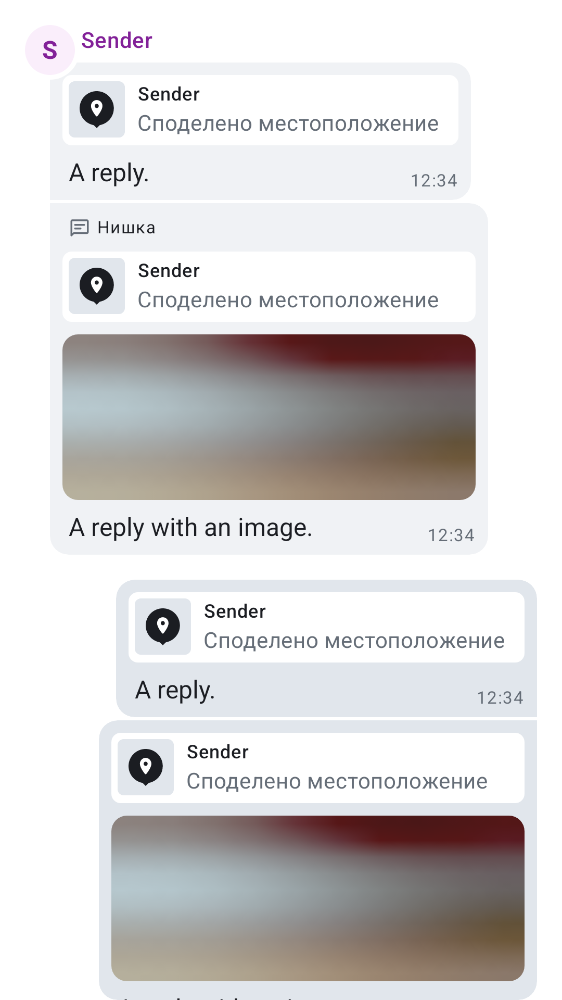 S
Sender
Sender
Споделено местоположение
A reply.
12:34
Нишка
Sender
Споделено местоположение
A reply with an image.
12:34
Sender
Споделено местоположение
A reply.
12:34
Sender
Споделено местоположение